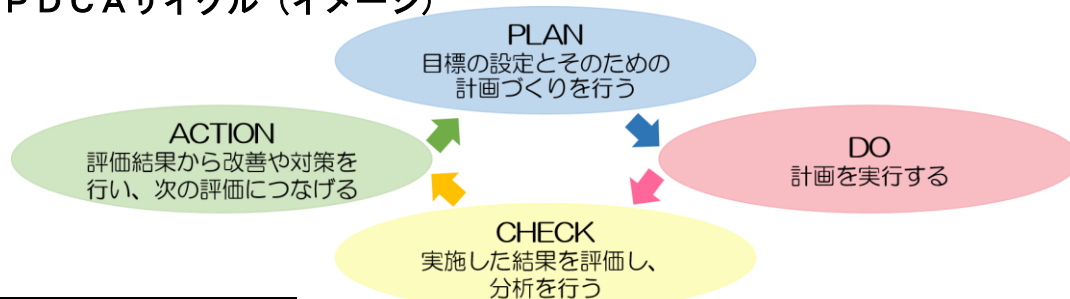 PDCAサイクル（イメージ）
PLAN
目標の設定とそのための
計画づくりを行う
ACTION
評価結果から改善や対策を
行い、次の評価につなげる
DO
計画を実行する
CHECK
実施した結果を評価し、
分析を行う